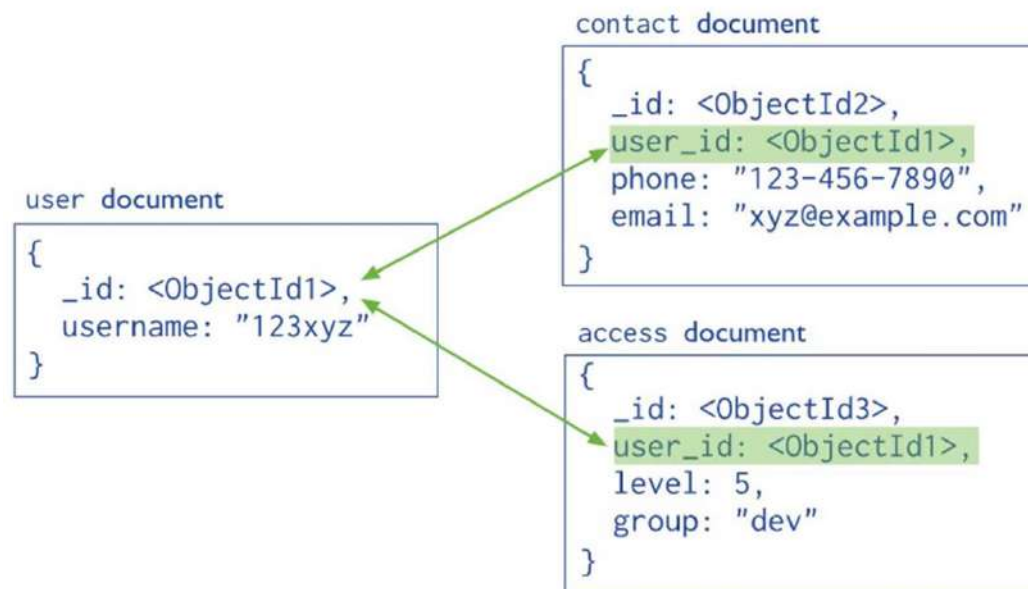 user document
{
_id: <ObjectId1>,
username: "123xyz"
}
contact document
{
_id: <ObjectId2>,
user_id: <ObjectId1>,
phone: "123-456-7890",
email: "xyz@example.com"
}
access document
{
_id: <ObjectId3>,
user_id: <ObjectId1>,
level: 5,
group: "dev"
}